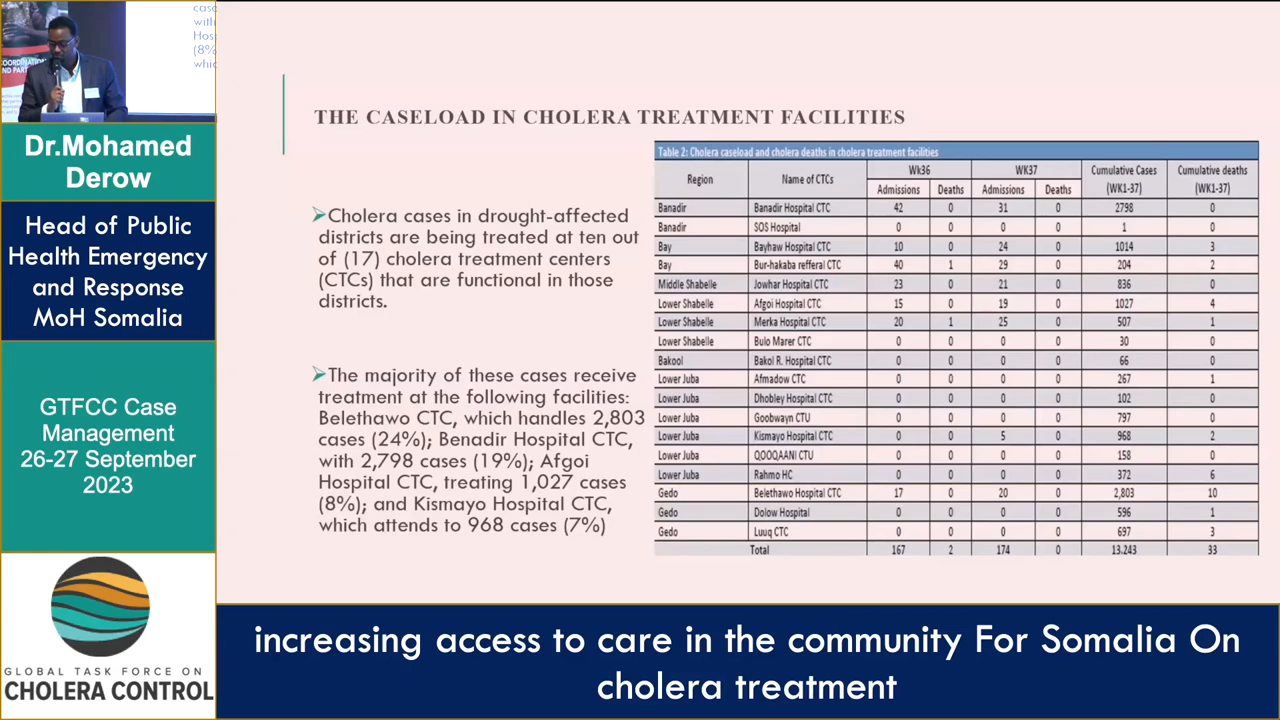 case
with
Hos
(8%
whic
COORDINATION
AND PART
Dr.Mohamed
Derow
Head of Public
Health Emergency
and Response
MoH Somalia
GTFCC Case
Management
26-27 September
2023
GLOBAL TASK FORCE ON
CHOLERA CONTROL
THE CASELOAD IN CHOLERA TREATMENT FACILITIES
➢Cholera cases in drought-affected
districts are being treated at ten out
of (17) cholera treatment centers
(CTCs) that are functional in those
districts.
➢The majority of these cases receive
treatment at the following facilities:
Belethawo CTC, which handles 2,803
cases (24%); Benadir Hospital CTC,
with 2,798 cases (19%); Afgoi
Hospital CTC, treating 1,027 cases
(8%); and Kismayo Hospital CTC,
which attends to 968 cases (7%)
Table 2: Cholera caseload and cholera deaths in cholera treatment facilities
Region Name of CTCs Wk36 WK37 Cumulative Cases (WK1-37) Cumulative deaths (WK1-37)
Admissions Deaths Admissions Deaths
Banadir Banadir Hospital CTC 42 0 31 0 2798 0
Banadir SOS Hospital 0 0 0 0 1 0
Bay Bayhaw Hospital CTC 10 0 24 0 1014 3
Bay Bur-hakaba refferal CTC 40 1 29 0 204 2
Middle Shabelle Jowhar Hospital CTC 23 0 21 0 836 0
Lower Shabelle Afgoi Hospital CTC 15 0 19 0 1027 4
Lower Shabelle Merka Hospital CTC 20 1 25 0 507 1
Lower Shabelle Bulo Marer CTC 0 0 0 0 30 0
Bakool Bakol R. Hospital CTC 0 0 0 0 66 0
Lower Juba Afmadow CTC 0 0 0 0 267 1
Lower Juba Dhobley Hospital CTC 0 0 0 0 102 0
Lower Juba Goobwayn CTU 0 0 0 0 797 0
Lower Juba Kismayo Hospital CTC 0 0 5 0 968 2
Lower Juba QOOQAANI CTU 0 0 0 0 158 0
Lower Juba Rahmo HC 0 0 0 0 372 6
Gedo Belethawo Hospital CTC 17 0 20 0 2,803 10
Gedo Dolow Hospital 0 0 0 0 596 1
Gedo Luuq CTC 0 0 0 0 697 3
Total 167 2 174 0 13,243 33
increasing access to care in the community For Somalia On
cholera treatment